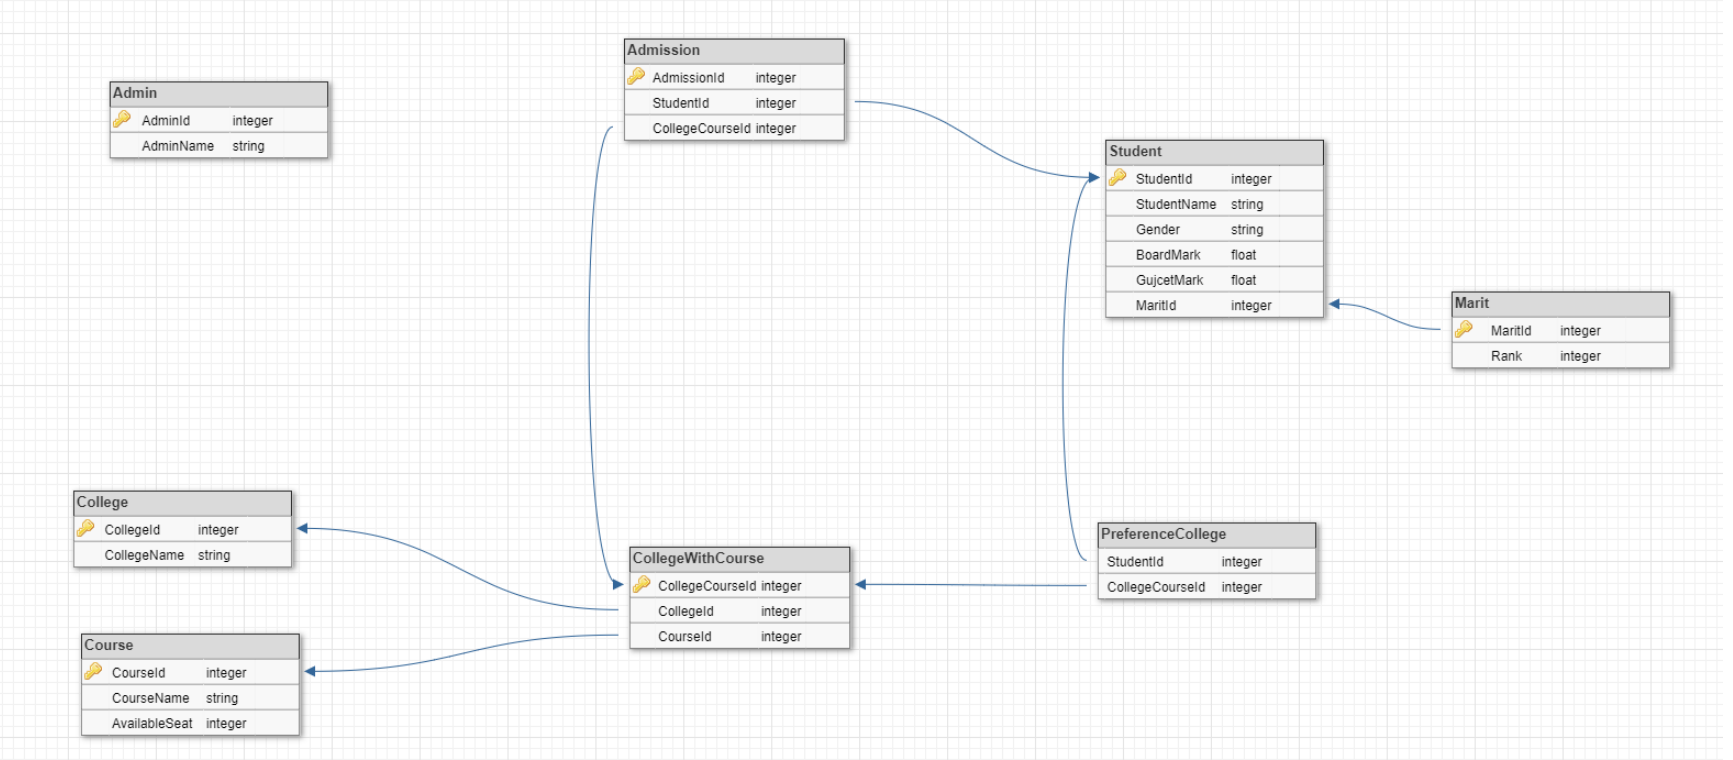 Admin
AdminId integer
AdminName string
Admission
AdmissionId integer
StudentId integer
CollegeCourseId integer
Student
StudentId integer
StudentName string
Gender string
BoardMark float
GujcetMark float
MaritId integer
Marit
MaritId integer
Rank integer
College
CollegeId integer
CollegeName string
CollegeWithCourse
CollegeCourseId integer
CollegeId integer
CourseId integer
PreferenceCollege
StudentId integer
CollegeCourseId integer
Course
CourseId integer
CourseName string
AvailableSeat integer